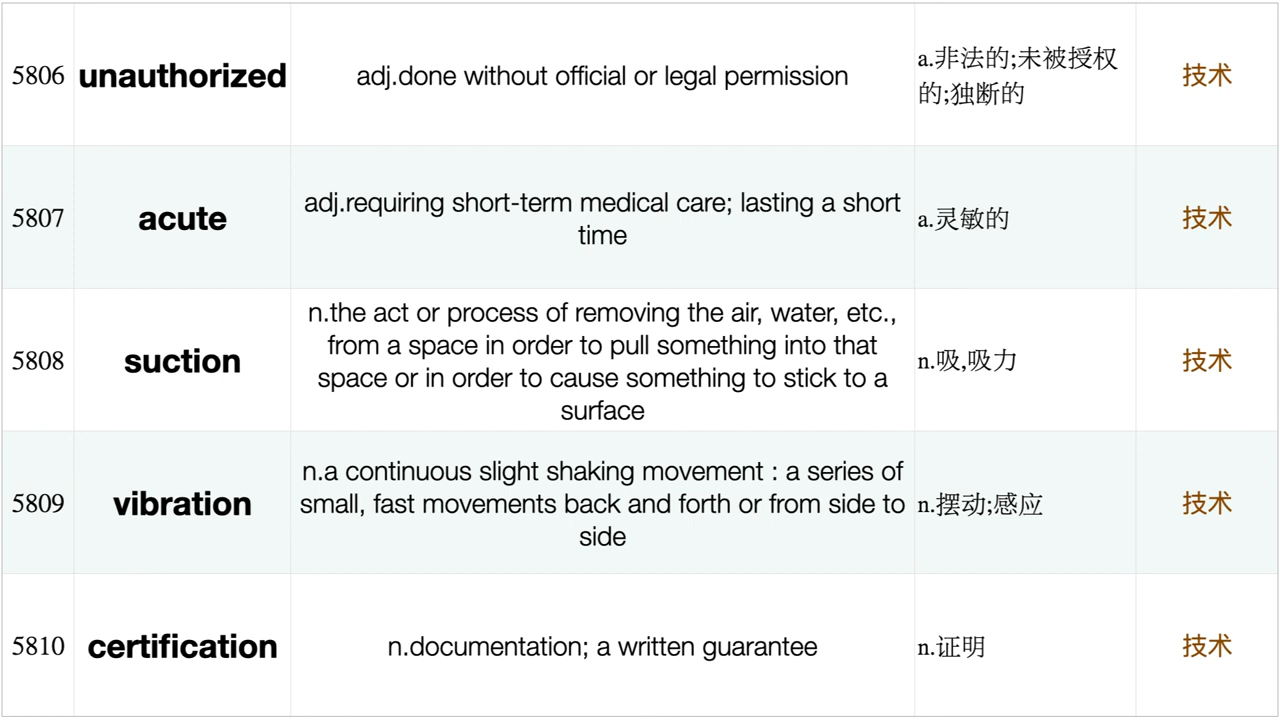 5806 unauthorized adj.done without official or legal permission a.非法的;未被授权
的;独断的 技术
5807 acute adj.requiring short-term medical care; lasting a short
time a.灵敏的 技术
n.the act or process of removing the air, water, etc.,
from a space in order to pull something into that
5808 suction space or in order to cause something to stick to a
surface n.吸,吸力 技术
n.a continuous slight shaking movement : a series of
5809 vibration small, fast movements back and forth or from side to
side n.摆动;感应 技术
5810 certification n.documentation; a written guarantee n.证明 技术